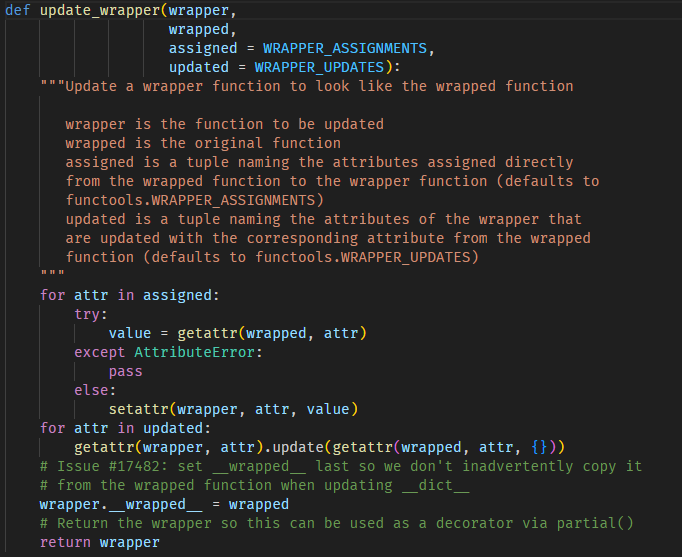 def update_wrapper(wrapper,
                   wrapped,
                   assigned = WRAPPER_ASSIGNMENTS,
                   updated = WRAPPER_UPDATES):
    """Update a wrapper function to look like the wrapped function

       wrapper is the function to be updated
       wrapped is the original function
       assigned is a tuple naming the attributes assigned directly
       from the wrapped function to the wrapper function (defaults to
       functools.WRAPPER_ASSIGNMENTS)
       updated is a tuple naming the attributes of the wrapper that
       are updated with the corresponding attribute from the wrapped
       function (defaults to functools.WRAPPER_UPDATES)
    """
    for attr in assigned:
        try:
            value = getattr(wrapped, attr)
        except AttributeError:
            pass
        else:
            setattr(wrapper, attr, value)
    for attr in updated:
        getattr(wrapper, attr).update(getattr(wrapped, attr, {}))
    # Issue #17482: set __wrapped__ last so we don't inadvertently copy it
    # from the wrapped function when updating __dict__
    wrapper.__wrapped__ = wrapped
    # Return the wrapper so this can be used as a decorator via partial()
    return wrapper